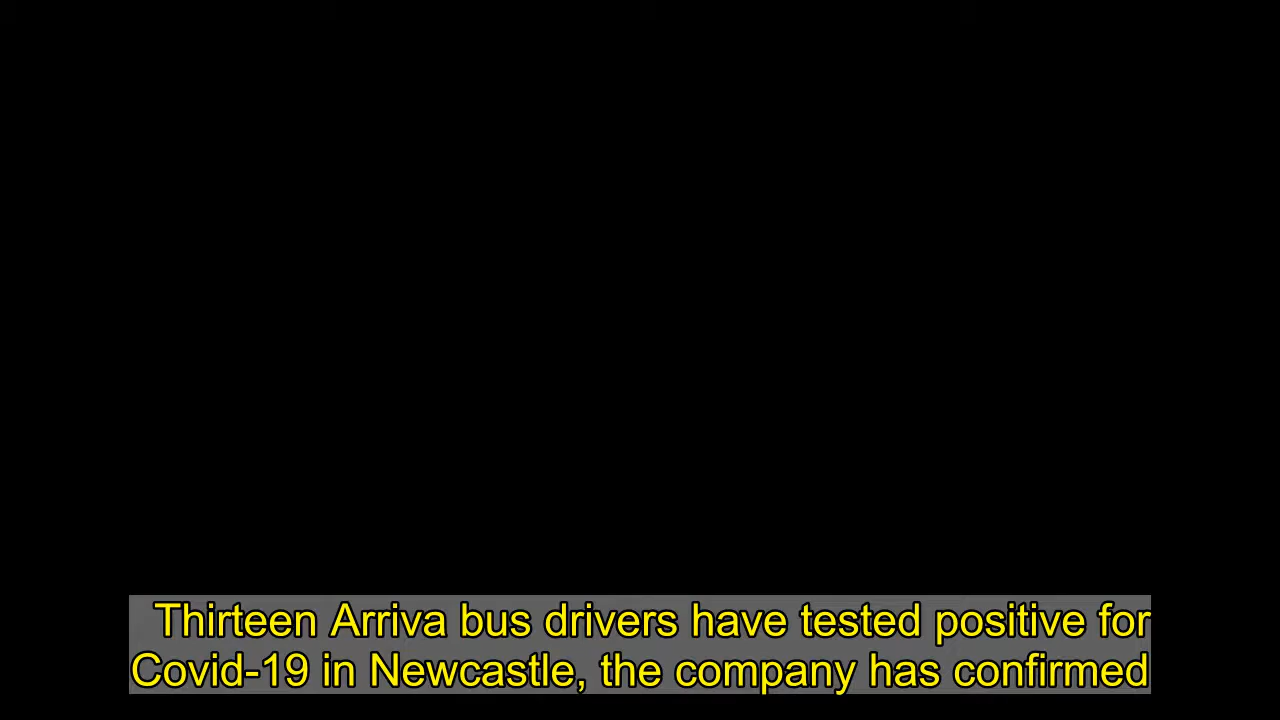 Thirteen Arriva bus drivers have tested positive for
Covid-19 in Newcastle, the company has confirmed